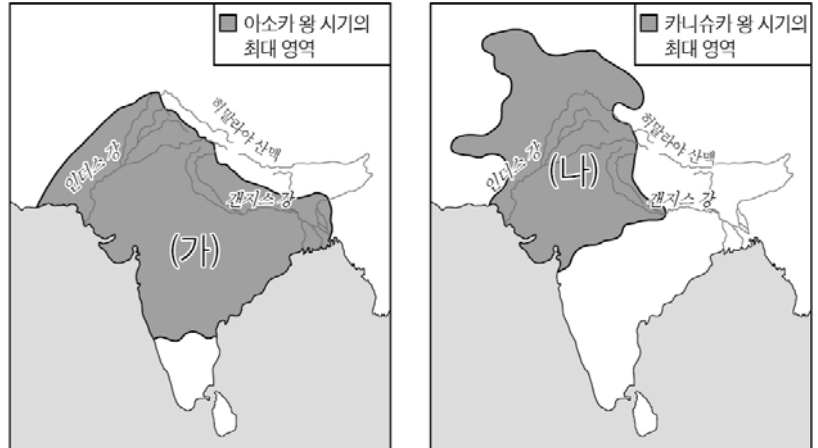 아소카 왕 시기의
최대 영역
히말라야 산맥
인더스 강
갠지스 강
(가)
카니슈카 왕 시기의
최대 영역
히말라야 산맥
인더스 강
(나)
갠지스 강